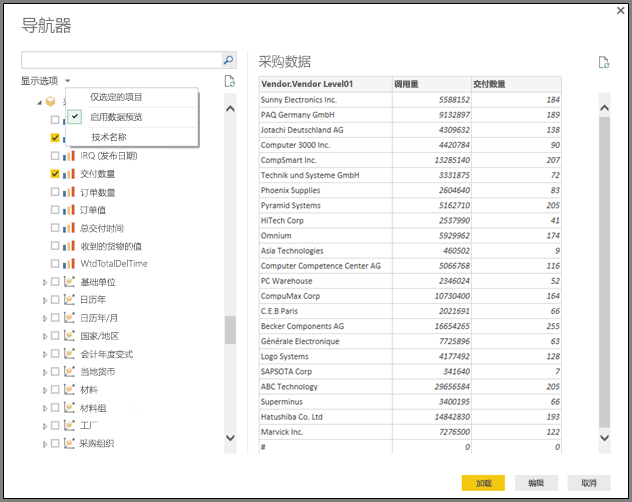 导航器
显示选项
仅选定的项目
启用数据预览
技术名称
IRQ (发布日期)
交付数量
订单数量
订单值
总交付时间
收到的货物的值
WtdTotalDelTime
基础单位
日历年
日历年/月
国家/地区
会计年度变式
当地货币
材料
材料组
工厂
采购组织
采购数据
Vendor.Vendor Level01 调用量 交付数量
Sunny Electronics Inc. 5588152 184
PAQ Germany GmbH 9132897 189
Jotachi Deutschland AG 4309632 138
Computer 3000 Inc. 4420784 90
CompSmart Inc. 13285140 207
Technik und Systeme GmbH 3331875 72
Phoenix Supplies 2604640 83
Pyramid Systems 5162710 205
HiTech Corp 2537990 41
Omnium 5929962 174
Asia Technologies 460502 9
Computer Competence Center AG 5066768 116
PC Warehouse 2346024 52
CompuMax Corp 10730400 164
C.E.B Paris 2021691 66
Becker Components AG 16654265 255
Générale Electronique 7725896 63
Logo Systems 4177492 128
SAPSOTA Corp 341640 7
ABC Technology 29656584 205
Superminus 3400195 66
Hatushiba Co. Ltd 14842830 193
Marvick Inc. 7276500 122
# 0 0
加载 编辑 取消